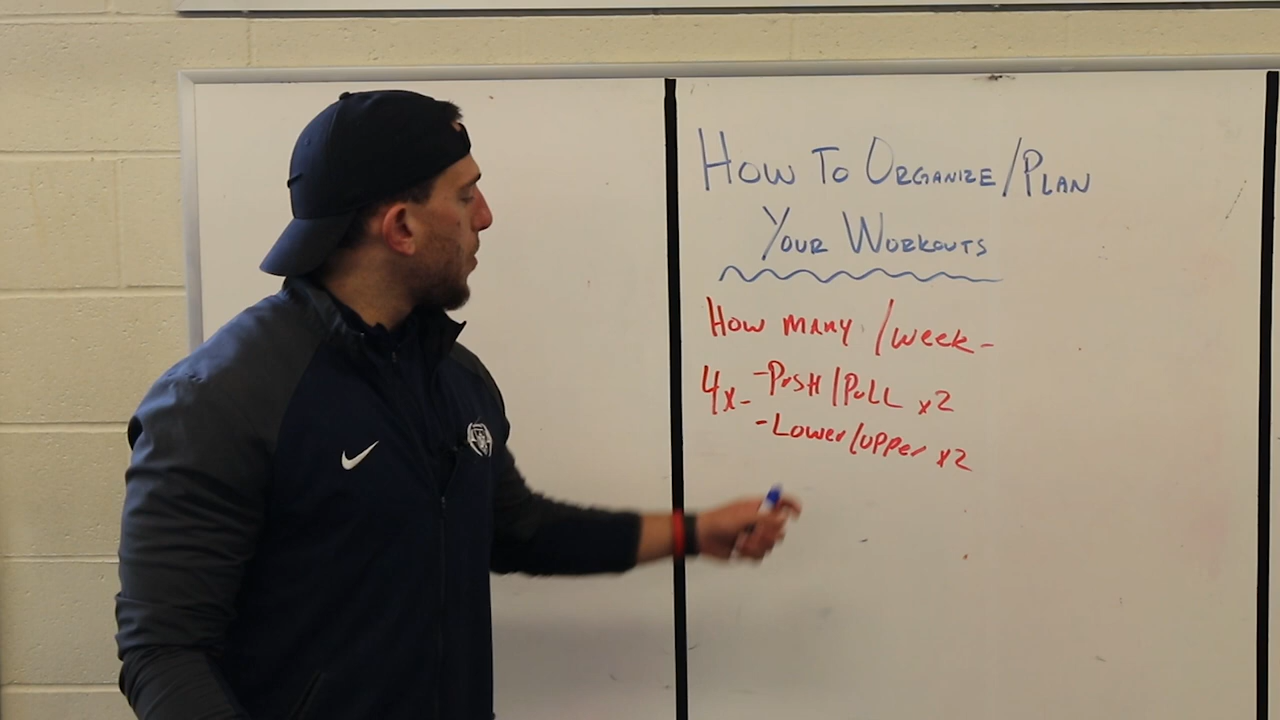 How To ORGANIZE/PLAN
YOUR WORKOUTS
How MANY /week-
4x- -PusH/PuLL x2
-Lower/upper x2